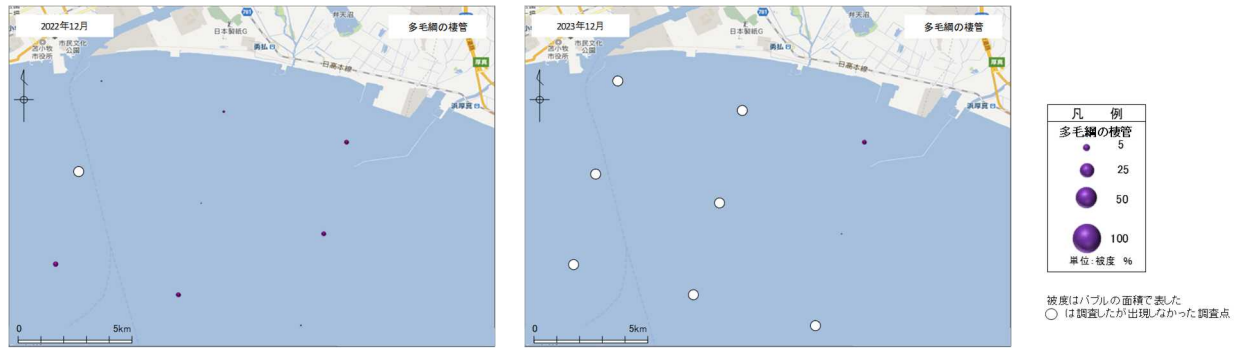 2022年12月
多毛綱の棲管
弁天沼
781
日本製紙G
市民文化
公園
苫小牧
市役所
勇払
日高本線
厚真
浜厚真
0 5km
2023年12月
多毛綱の棲管
弁天沼
781
日本製紙G
市民文化
公園
苫小牧
市役所
勇払
日高本線
厚真
浜厚真
0 5km
凡 例
多毛綱の棲管
5
25
50
100
単位:被度 %
被度はバブルの面積で表した
○ は調査したが出現しなかった調査点